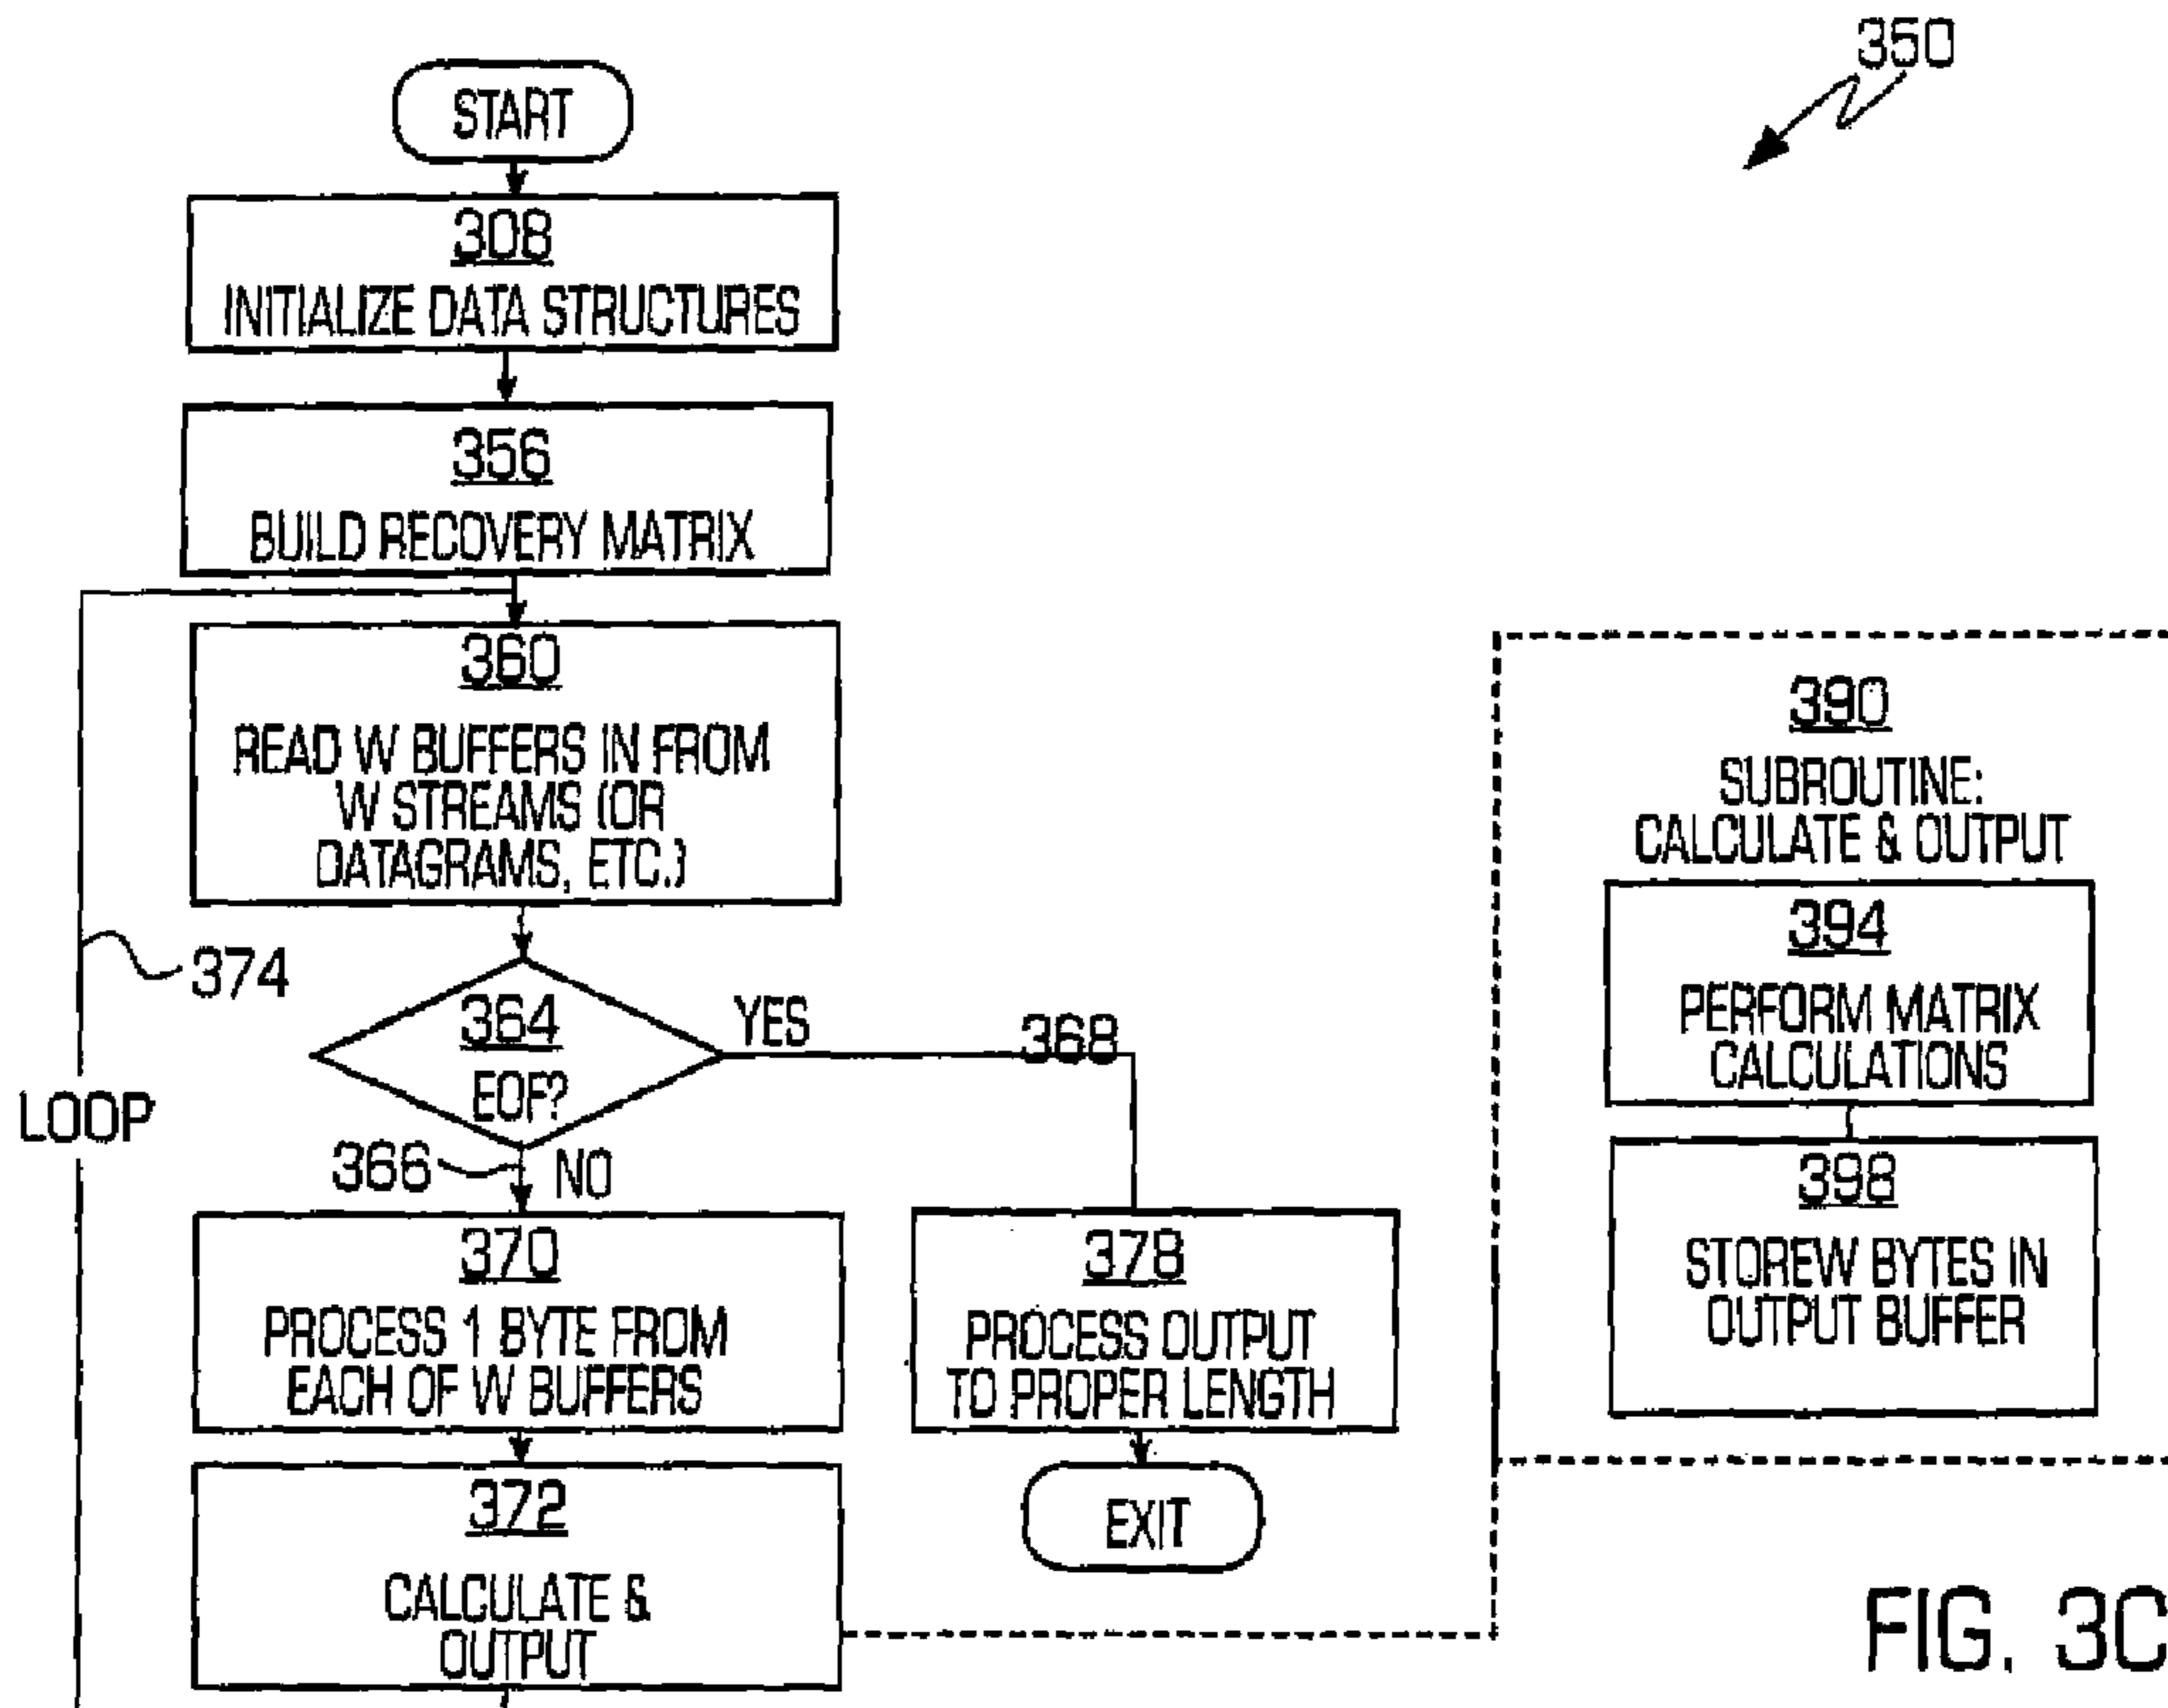 350
START
308
INITIALIZE DATA STRUCTURES
356
BUILD RECOVERY MATRIX
360
READ W BUFFERS IN FROM
W STREAMS (OR
DATAGRAMS, ETC.)
374
364
EOF?
YES
368
LOOP
366
NO
370
PROCESS 1 BYTE FROM
EACH OF W BUFFERS
378
PROCESS OUTPUT
TO PROPER LENGTH
372
CALCULATE &
OUTPUT
EXIT
390
SUBROUTINE:
CALCULATE & OUTPUT
394
PERFORM MATRIX
CALCULATIONS
398
STOREW BYTES IN
OUTPUT BUFFER
FIG. 3C